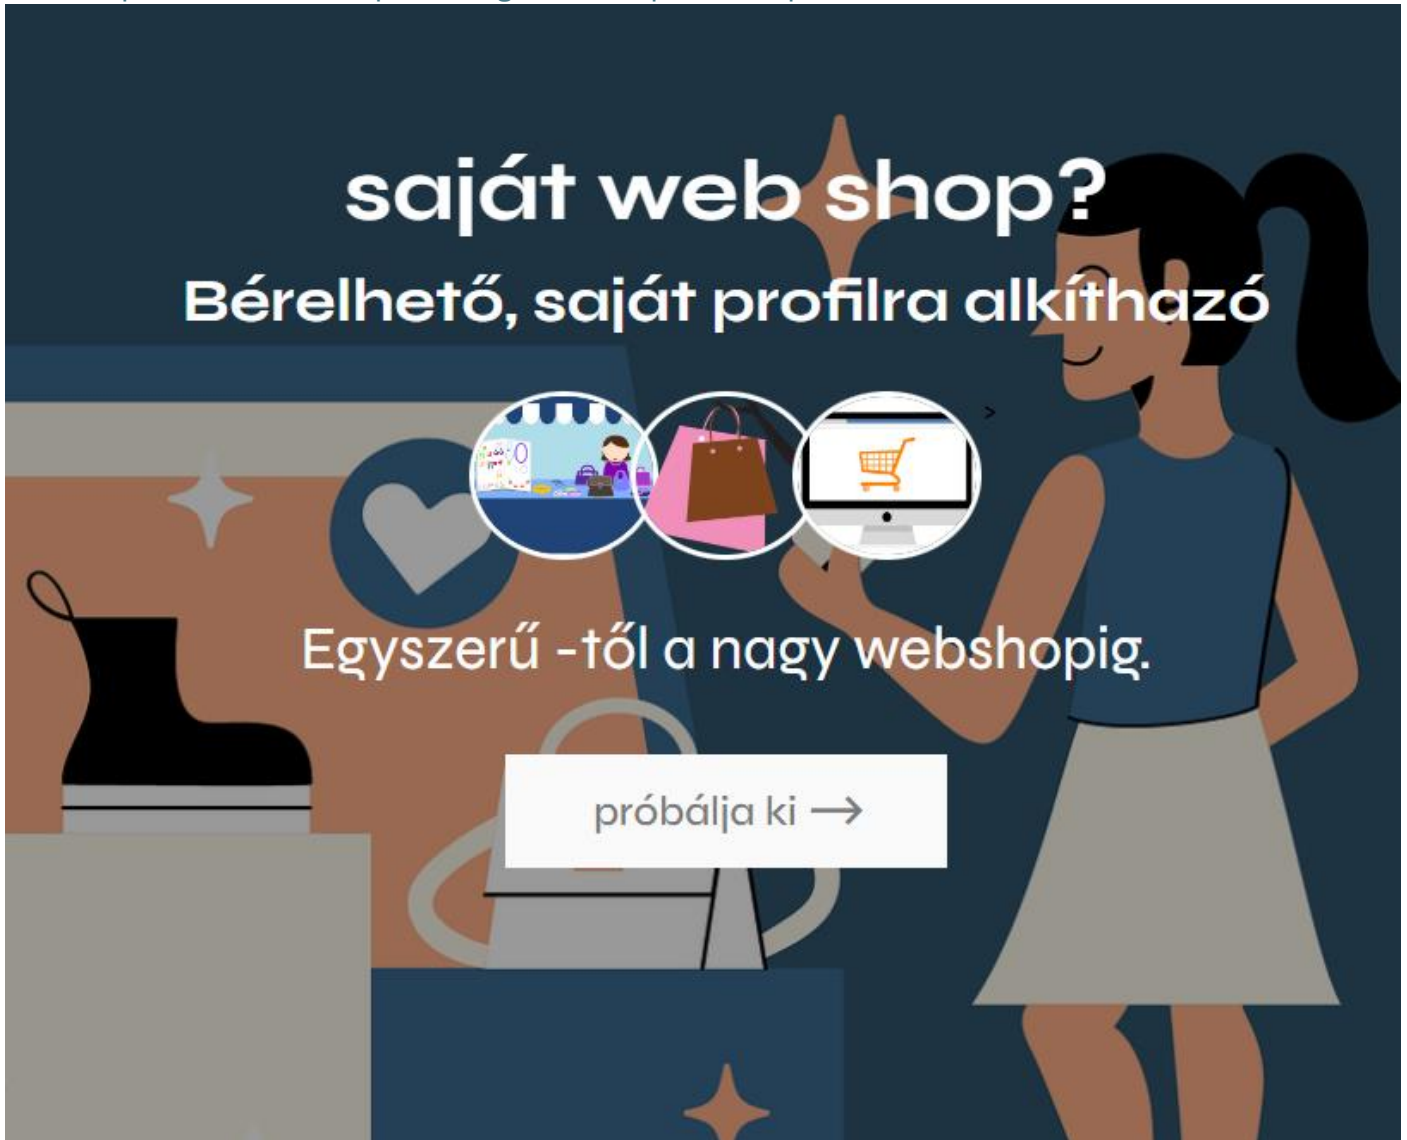 saját web shop?
Bérelhető, saját profilra alkíthazó
>
Egyszerű -től a nagy webshopig.
próbálja ki →